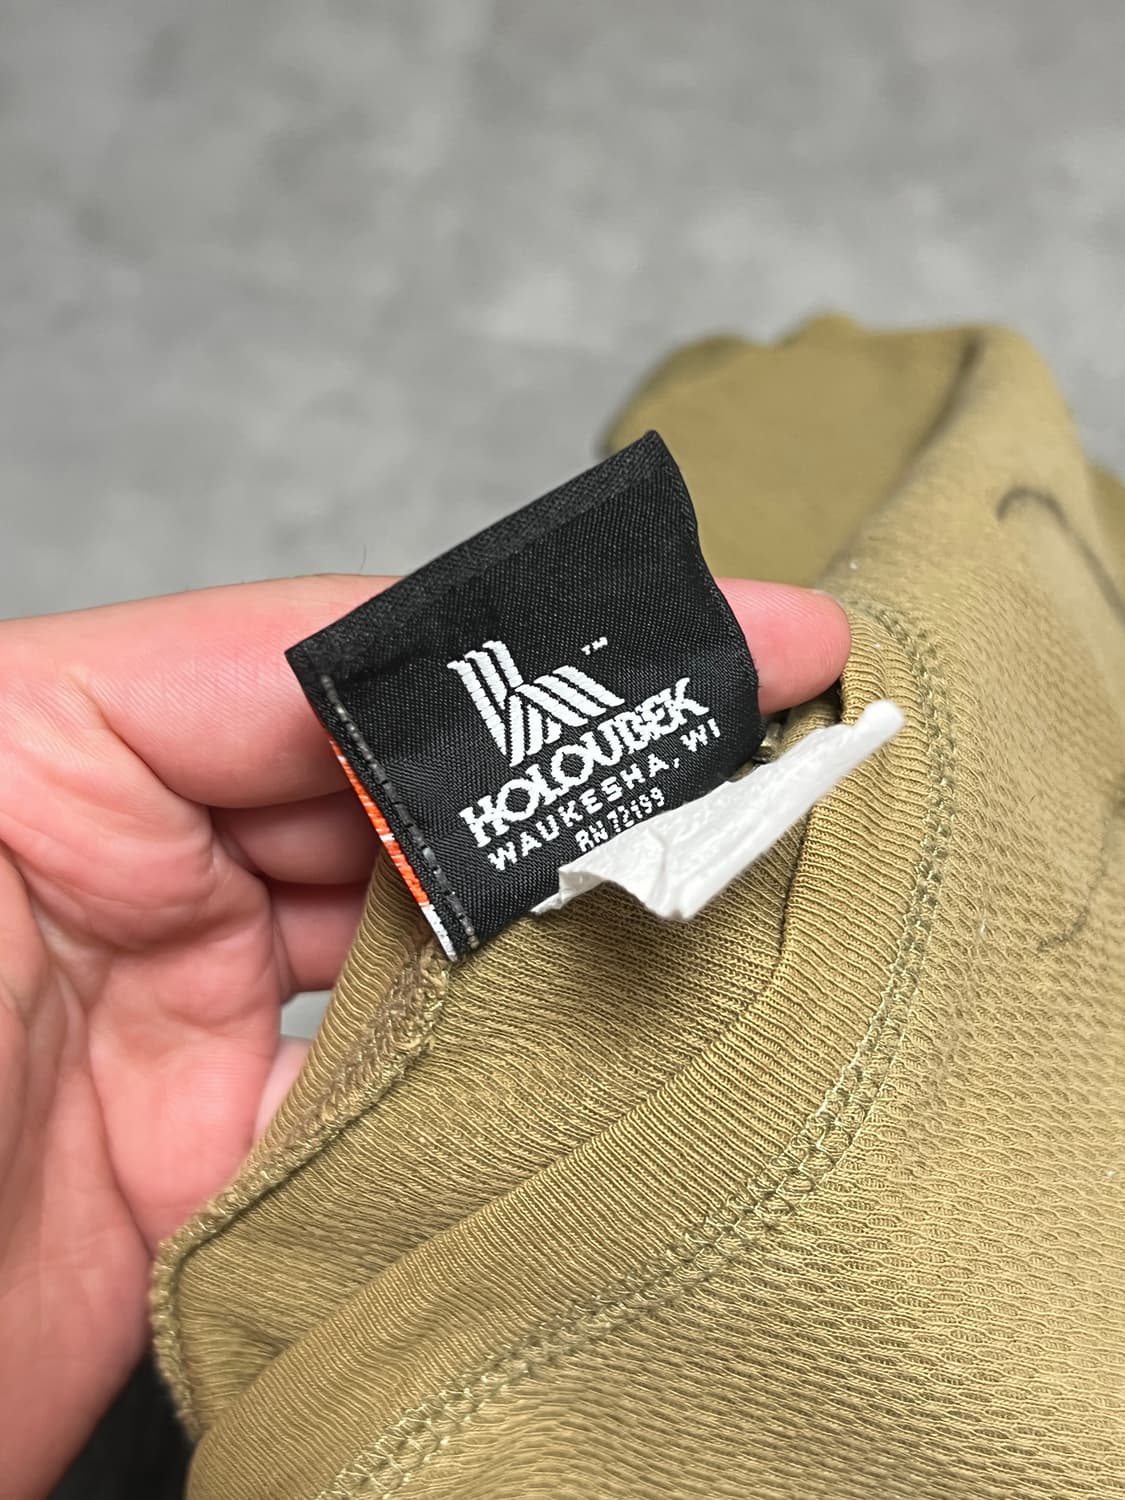 ™
HOLOUBEK
WAUKESHA, WI
RN 72199